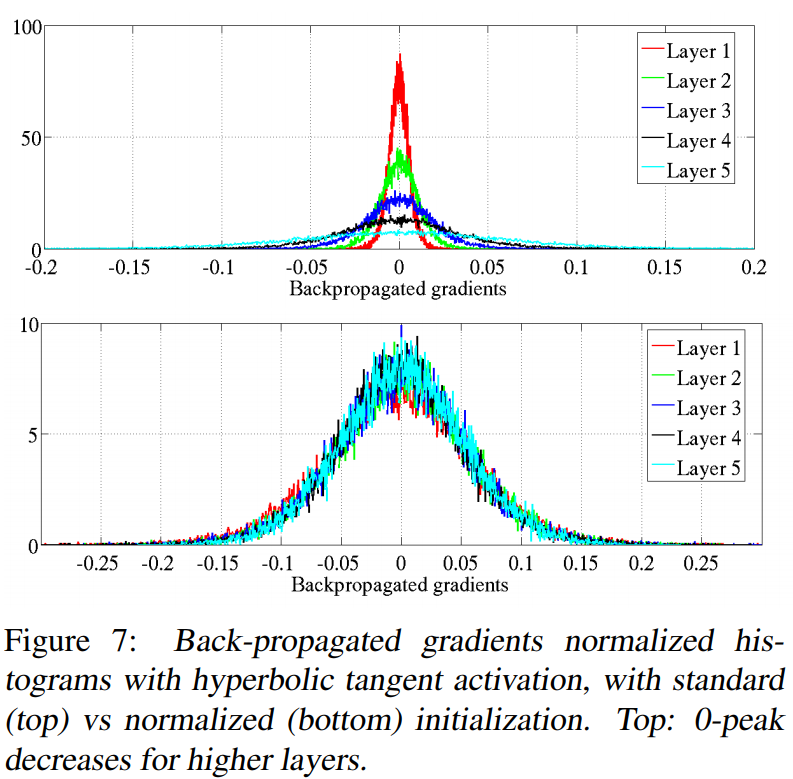 100
50
0
Layer 1
Layer 2
Layer 3
Layer 4
Layer 5
-0.2 -0.15 -0.1 -0.05 0 0.05 0.1 0.15 0.2
Backpropagated gradients
10
5
0
Layer 1
Layer 2
Layer 3
Layer 4
Layer 5
-0.25 -0.2 -0.15 -0.1 -0.05 0 0.05 0.1 0.15 0.2 0.25
Backpropagated gradients
Figure 7: Back-propagated gradients normalized his-
tograms with hyperbolic tangent activation, with standard
(top) vs normalized (bottom) initialization. Top: 0-peak
decreases for higher layers.